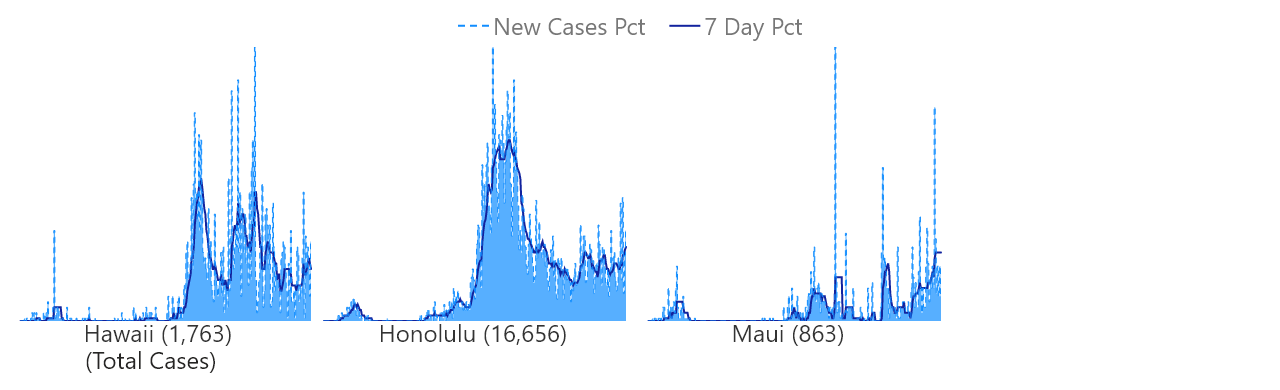 New Cases Pct 7 Day Pct
Hawaii (1,763) Honolulu (16,656) Maui (863)
(Total Cases)